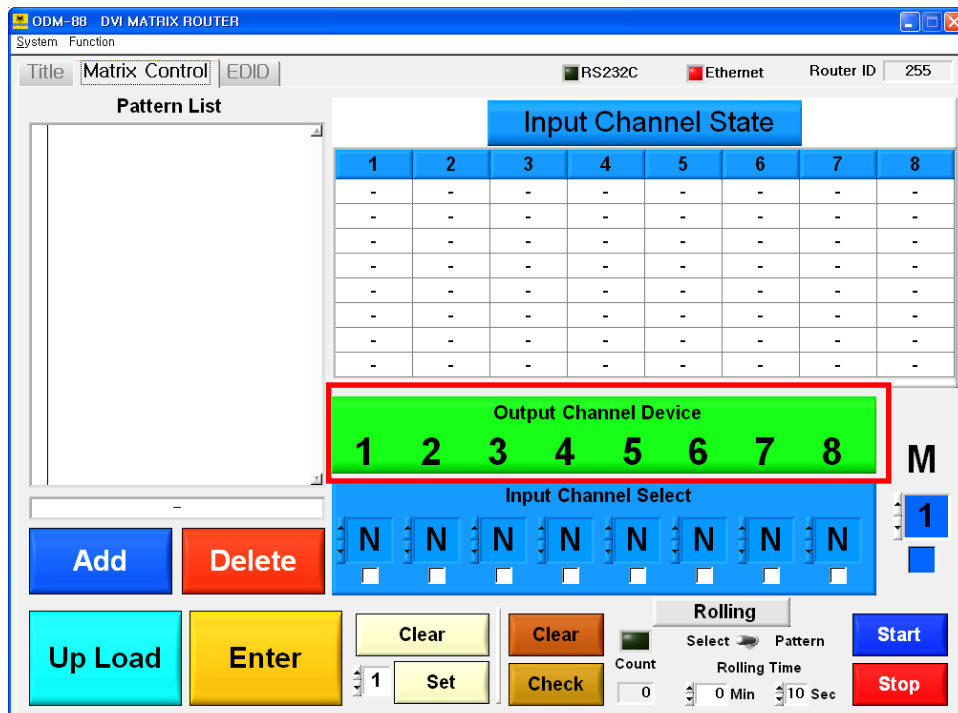 ODM-88 DVI MATRIX ROUTER
System Function
Title Matrix Control EDID RS232C Ethernet Router ID 255
Pattern List
Input Channel State
1 2 3 4 5 6 7 8
- - - - - - - -
- - - - - - - -
- - - - - - - -
- - - - - - - -
- - - - - - - -
- - - - - - - -
- - - - - - - -
- - - - - - - -
Output Channel Device
1 2 3 4 5 6 7 8
M
Input Channel Select
N N N N N N N N
1
-
Add Delete
Up Load Enter
Clear
1 Set
Clear
Check
Rolling
Select Pattern
Count
0
Rolling Time
0 Min 10 Sec
Start
Stop